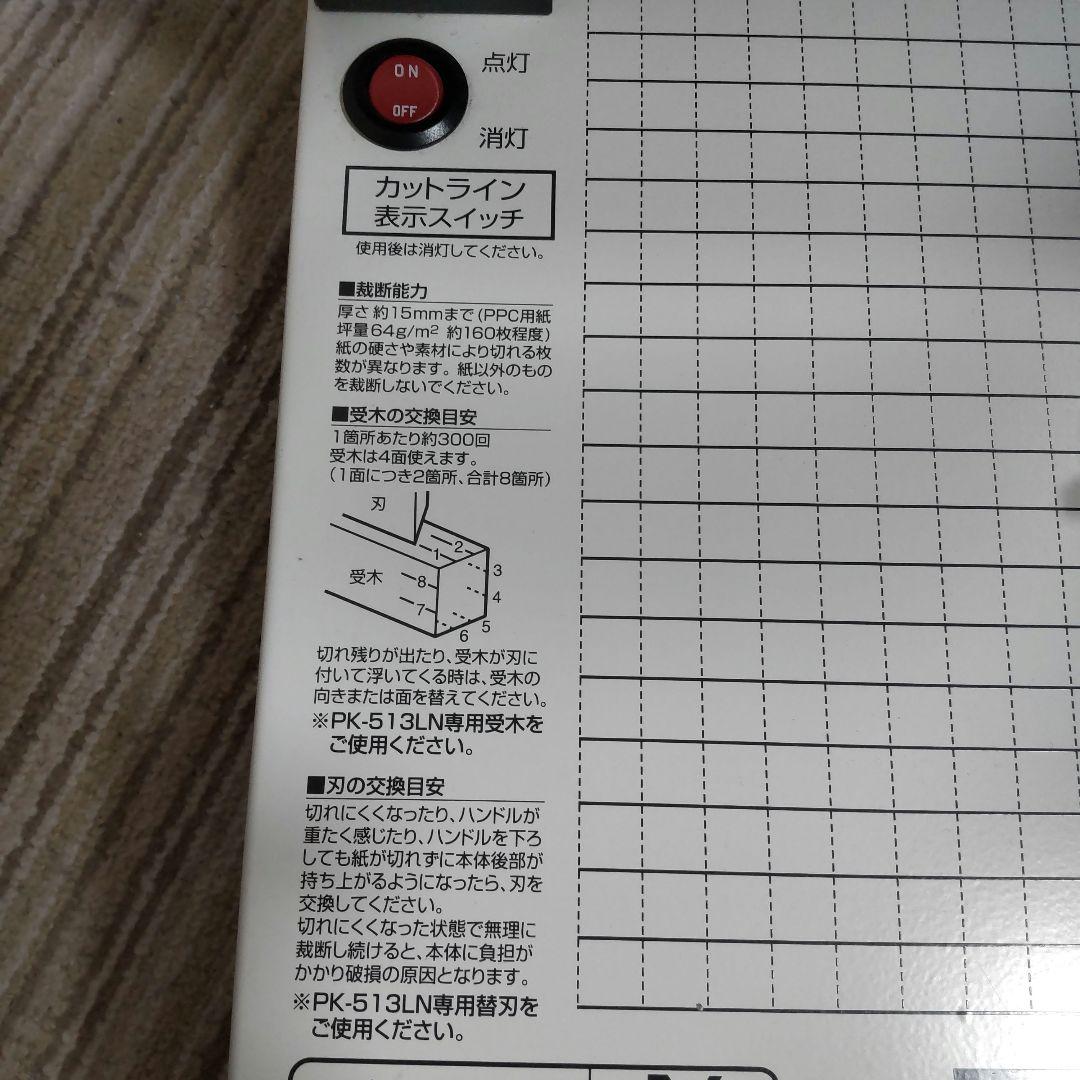 ON
点灯
OFF
消灯
カットライン
表示スイッチ
使用後は消灯してください。
■裁断能力
厚さ 約15mmまで(PPC用紙
坪量64g/m² 約160枚程度)
紙の硬さや素材により切れる枚
数が異なります。紙以外のもの
を裁断しないでください。
■受木の交換目安
1箇所あたり約300回
受木は4面使えます。
(1面につき2箇所、合計8箇所)
刃
2
1
3
受木
8
4
7
5
6
切れ残りが出たり、受木が刃に
付いて浮いてくる時は、受木の
向きまたは面を替えてください。
※PK-513LN専用受木を
ご使用ください。
■刃の交換目安
切れにくくなったり、ハンドルが
重たく感じたり、ハンドルを下ろ
しても紙が切れずに本体後部が
持ち上がるようになったら、刃を
交換してください。
切れにくくなった状態で無理に
裁断し続けると、本体に負担が
かかり破損の原因となります。
※PK-513LN専用替刃を
ご使用ください。